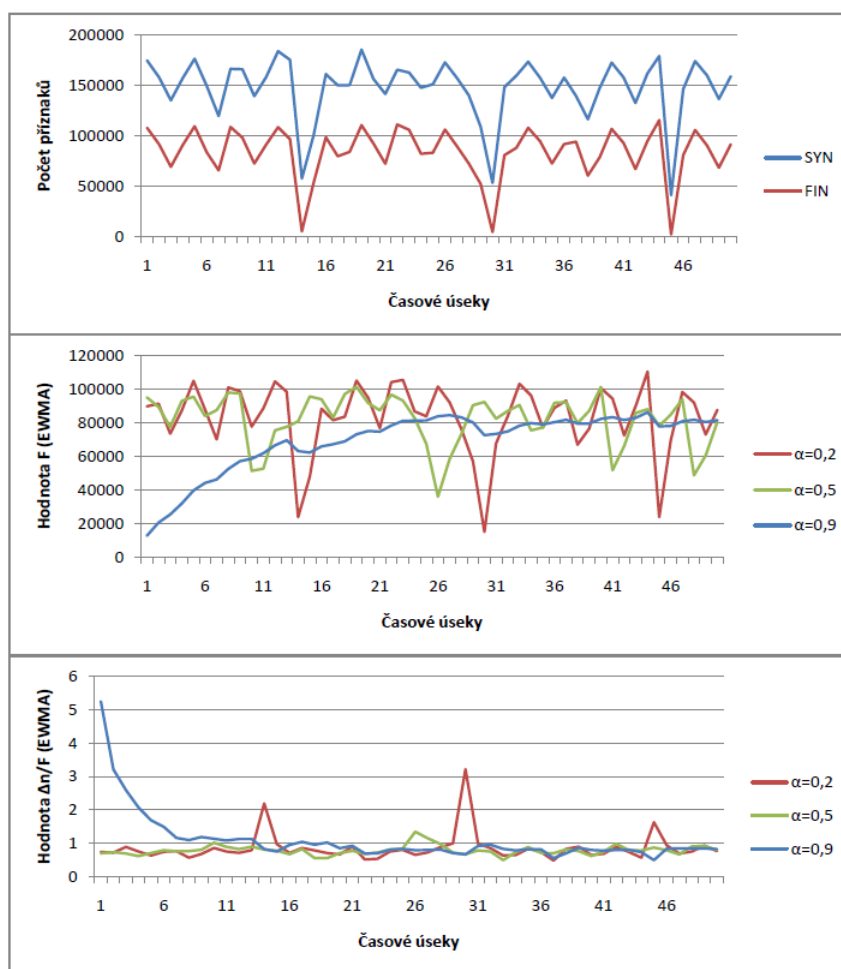 Počet příznaků
200000
150000
100000
50000
0
1 6 11 16 21 26 31 36 41 46
Časové úseky
SYN
FIN
Hodnota F (EWMA)
120000
100000
80000
60000
40000
20000
0
1 6 11 16 21 26 31 36 41 46
Časové úseky
α=0,2
α=0,5
α=0,9
Hodnota Δn/F (EWMA)
6
5
4
3
2
1
0
1 6 11 16 21 26 31 36 41 46
Časové úseky
α=0,2
α=0,5
α=0,9